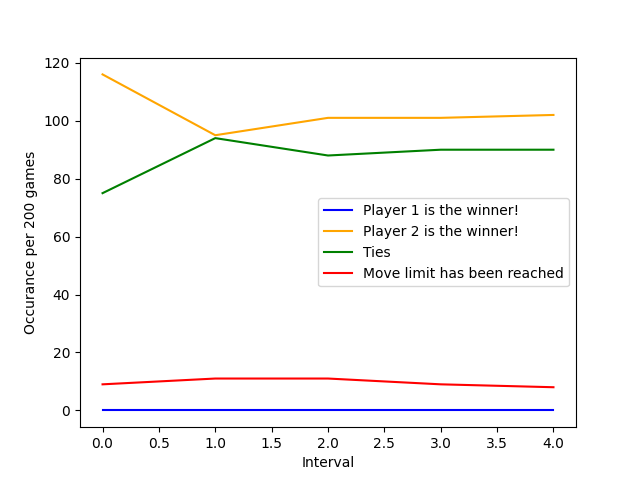 120
100
80
60
40
20
0
Occurance per 200 games
Player 1 is the winner!
Player 2 is the winner!
Ties
Move limit has been reached
0.0 0.5 1.0 1.5 2.0 2.5 3.0 3.5 4.0
Interval